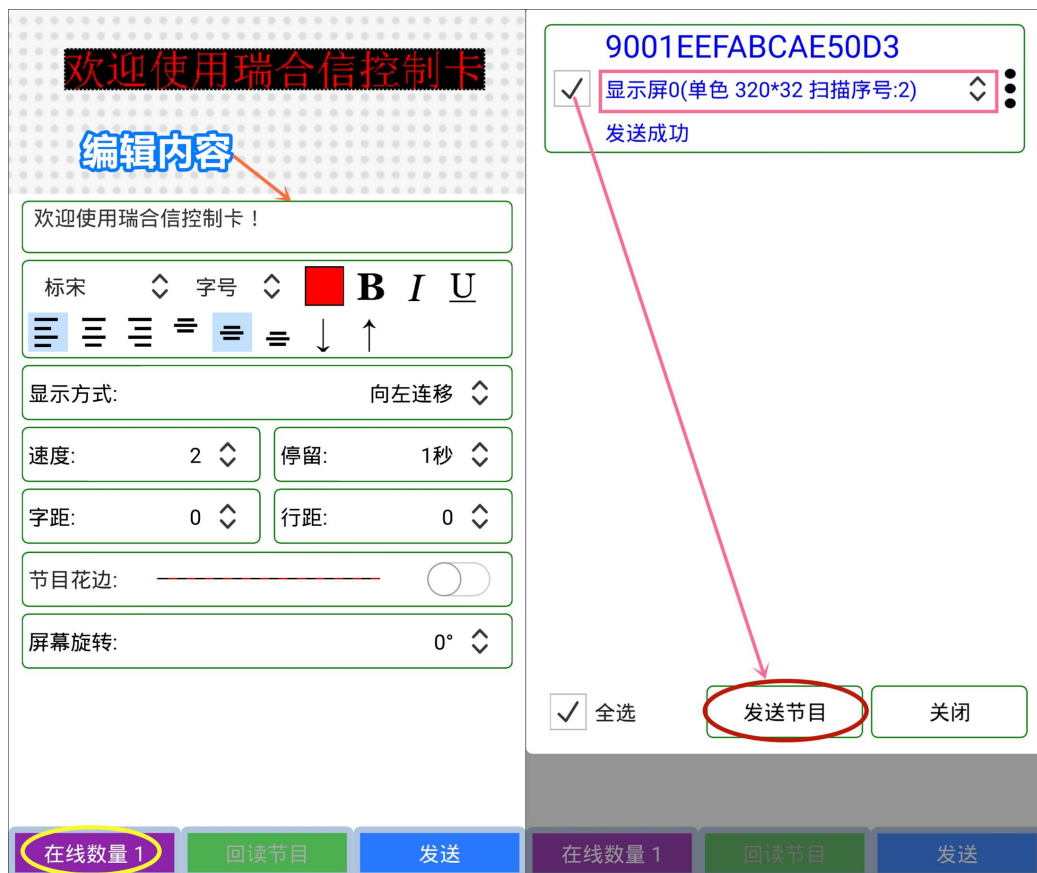 欢迎使用瑞合信控制卡
编辑内容
欢迎使用瑞合信控制卡！
标宋 字号 B I U
显示方式: 向左连移
速度: 2 停留: 1秒
字距: 0 行距: 0
节目花边:
屏幕旋转: 0°
在线数量 1 回读节目 发送
9001EEFABCAE50D3
显示屏0(单色 320*32 扫描序号:2)
发送成功
全选 发送节目 关闭
在线数量 1 回读节目 发送